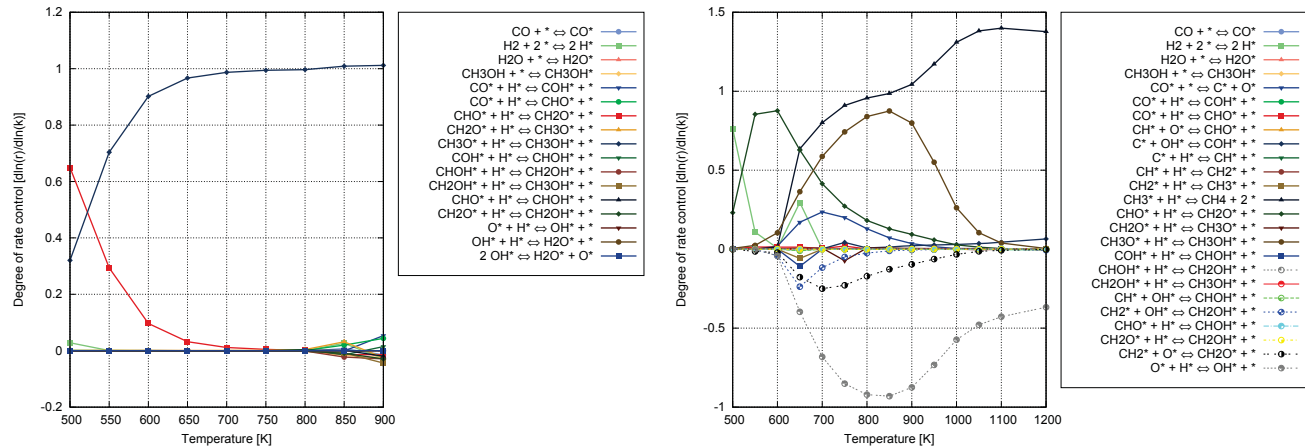 1.2
1
0.8
0.6
0.4
0.2
0
-0.2
500 550 600 650 700 750 800 850 900
Degree of rate control [dln(r)/dln(k)]
Temperature [K]
CO + * ⇔ CO*
H2 + 2 * ⇔ 2 H*
H2O + * ⇔ H2O*
CH3OH + * ⇔ CH3OH*
CO* + H* ⇔ COH* + *
CO* + H* ⇔ CHO* + *
CHO* + H* ⇔ CH2O* + *
CH2O* + H* ⇔ CH3O* + *
CH3O* + H* ⇔ CH3OH* + *
COH* + H* ⇔ CHOH* + *
CHOH* + H* ⇔ CH2OH* + *
CH2OH* + H* ⇔ CH3OH* + *
CHO* + H* ⇔ CHOH* + *
CH2O* + H* ⇔ CH2OH* + *
O* + H* ⇔ OH* + *
OH* + H* ⇔ H2O* + *
2 OH* ⇔ H2O* + O*
1.5
1
0.5
0
-0.5
-1
500 600 700 800 900 1000 1100 1200
Degree of rate control [dln(r)/dln(k)]
Temperature [K]
CO + * ⇔ CO*
H2 + 2 * ⇔ 2 H*
H2O + * ⇔ H2O*
CH3OH + * ⇔ CH3OH*
CO* + * ⇔ C* + O*
CO* + H* ⇔ COH* + *
CO* + H* ⇔ CHO* + *
CH* + O* ⇔ CHO* + *
C* + OH* ⇔ COH* + *
C* + H* ⇔ CH* + *
CH* + H* ⇔ CH2* + *
CH2* + H* ⇔ CH3* + *
CH3* + H* ⇔ CH4 + 2 *
CHO* + H* ⇔ CH2O* + *
CH2O* + H* ⇔ CH3O* + *
CH3O* + H* ⇔ CH3OH* + *
COH* + H* ⇔ CHOH* + *
CHOH* + H* ⇔ CH2OH* + *
CH2OH* + H* ⇔ CH3OH* + *
CH* + OH* ⇔ CHOH* + *
CH2* + OH* ⇔ CH2OH* + *
CHO* + H* ⇔ CHOH* + *
CH2O* + H* ⇔ CH2OH* + *
CH2* + O* ⇔ CH2O* + *
O* + H* ⇔ OH* + *